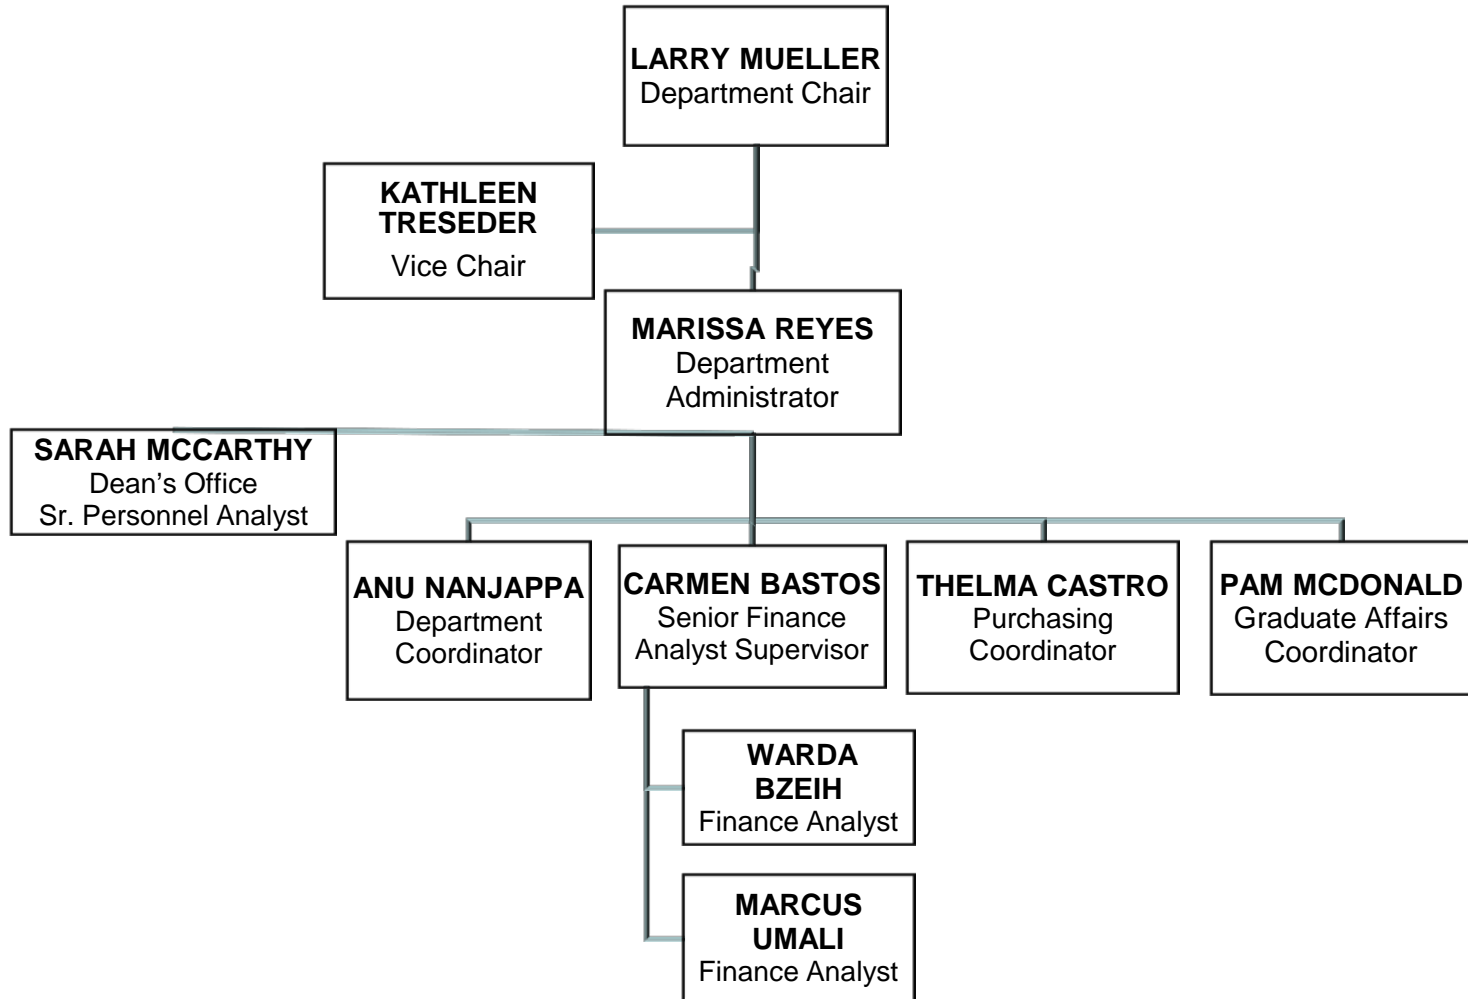 LARRY MUELLER
Department Chair
KATHLEEN
TRESEDER
Vice Chair
MARISSA REYES
Department
Administrator
SARAH MCCARTHY
Dean’s Office
Sr. Personnel Analyst
ANU NANJAPPA
Department
Coordinator
CARMEN BASTOS
Senior Finance
Analyst Supervisor
THELMA CASTRO
Purchasing
Coordinator
PAM MCDONALD
Graduate Affairs
Coordinator
WARDA
BZEIH
Finance Analyst
MARCUS
UMALI
Finance Analyst